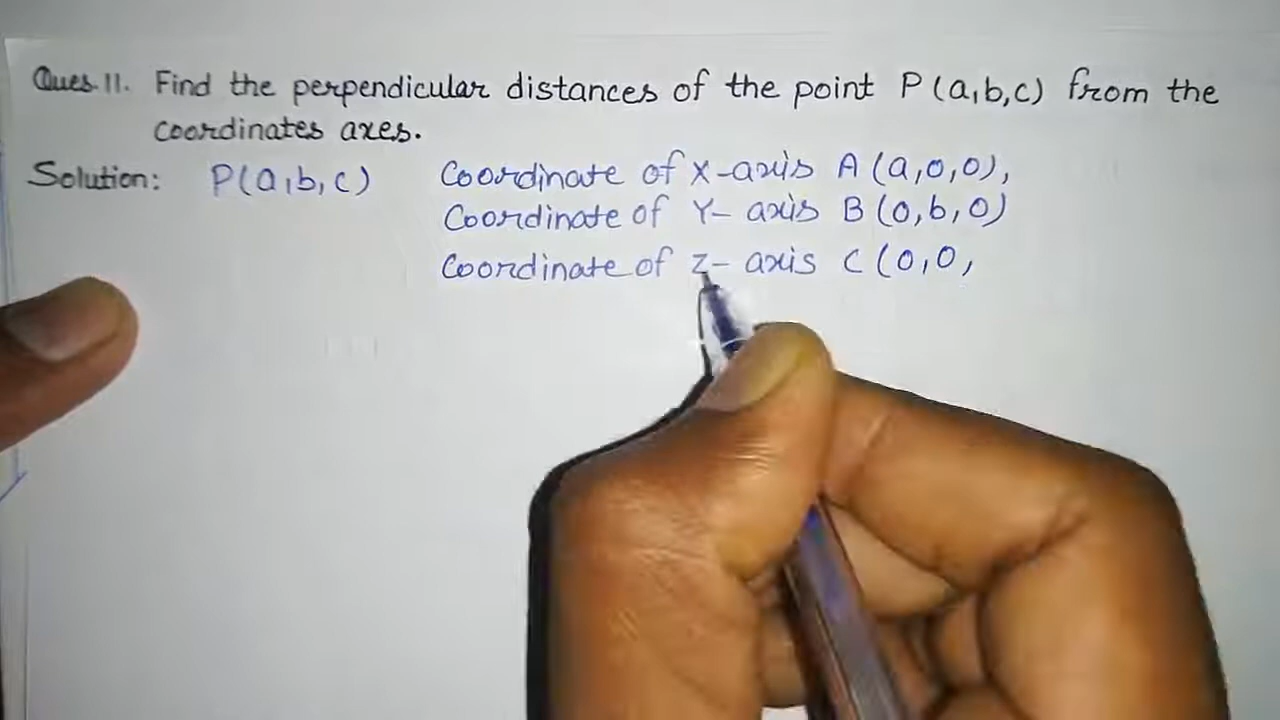 Ques.11. Find the perpendicular distances of the point P(a,b,c) from the
coordinates axes.
Solution: P(a,b,c) Coordinate of X-axis A(a,0,0),
Coordinate of Y-axis B(0,b,0)
Coordinate of Z-axis C(0,0,